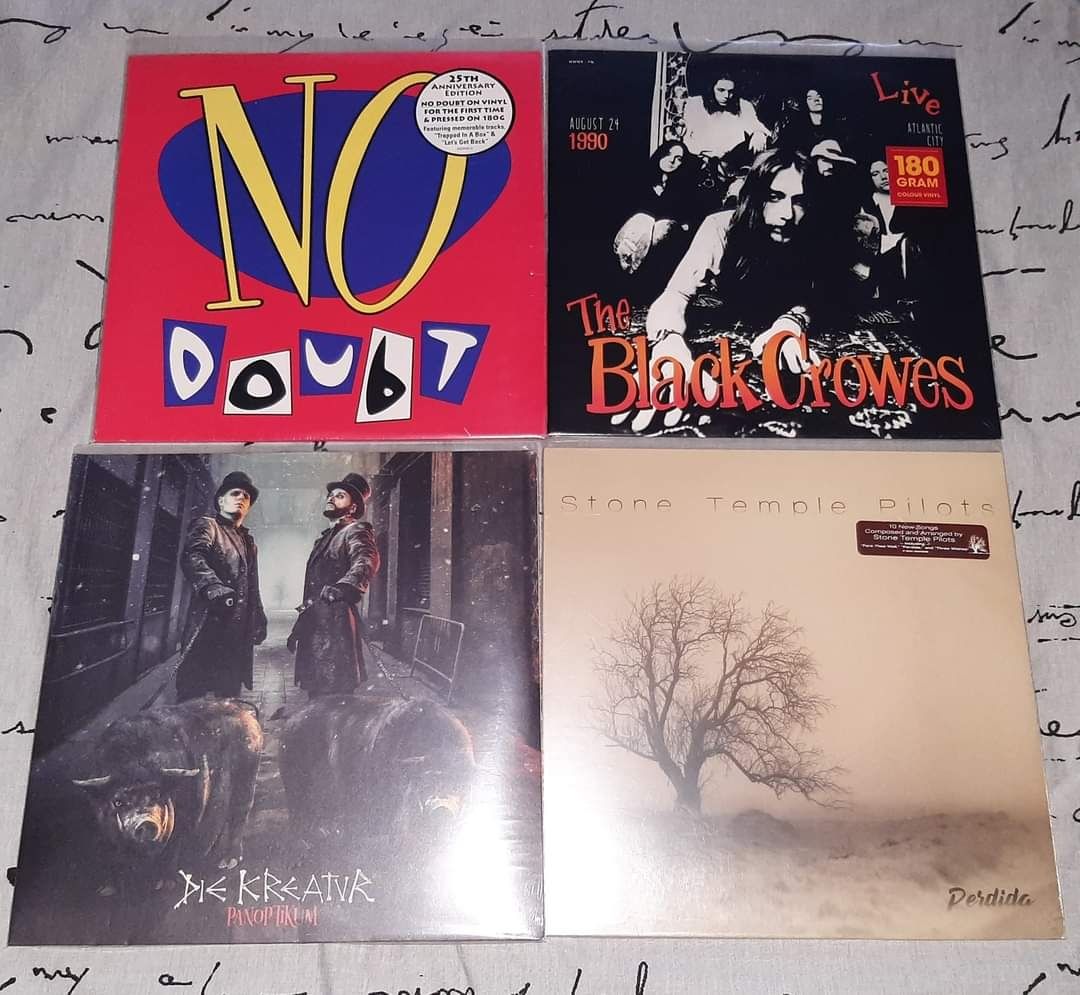 NO
DOUBT
25TH
ANNIVERSARY
EDITION
NO DOUBT ON VINYL
FOR THE FIRST TIME
& PRESSED ON 180G
Featuring memorable tracks,
"Trapped In A Box" &
"Let's Get Back"
AUGUST 24
1990
Live
ATLANTIC
CITY
180
GRAM
COLOUR VINYL
The
Black Crowes
DIE KREATUR
PANOPTIKUM
Stone Temple Pilots
10 New Songs
Composed and Arranged by
Stone Temple Pilots
Perdida